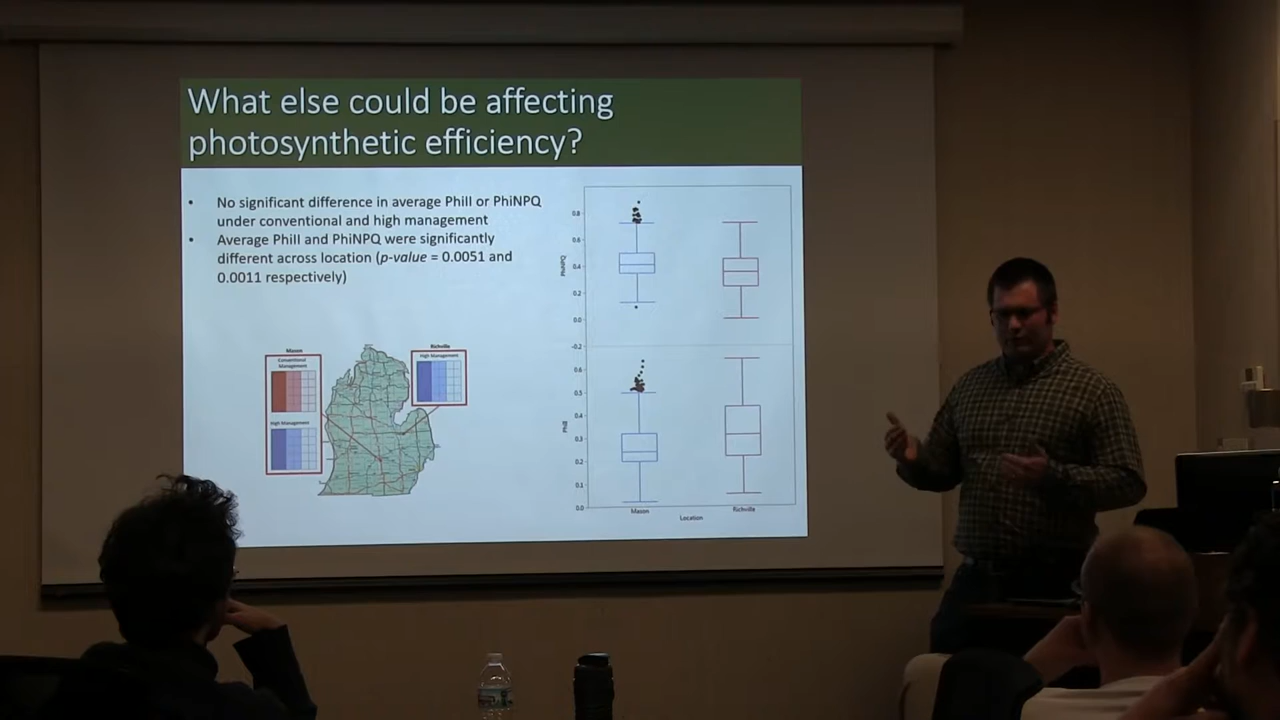 What else could be affecting
photosynthetic efficiency?
• No significant difference in average PhiII or PhiNPQ
under conventional and high management
• Average PhiII and PhiNPQ were significantly
different across location (p-value = 0.0051 and
0.0011 respectively)
Mason
Conventional
Management
High Management
Richville
High Management
PhiNPQ
0.8
0.6
0.4
0.2
0.0
-0.2
PhiII
0.6
0.5
0.4
0.3
0.2
0.1
0.0
Mason
Richville
Location